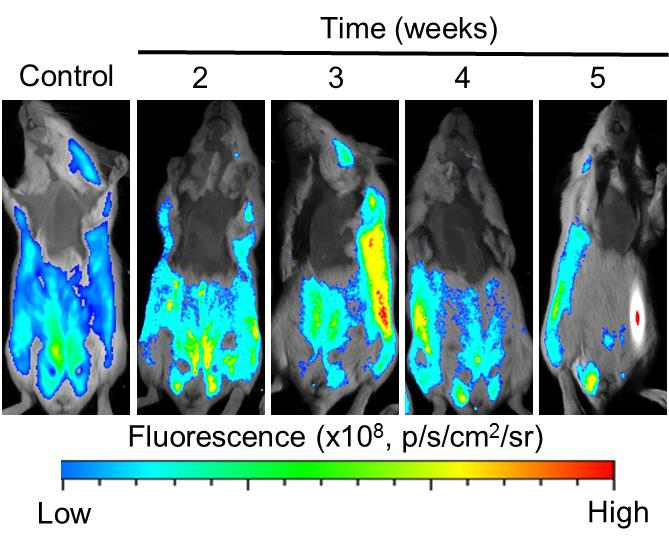 Time (weeks)
Control 2 3 4 5
Fluorescence (x10⁸, p/s/cm²/sr)
Low High